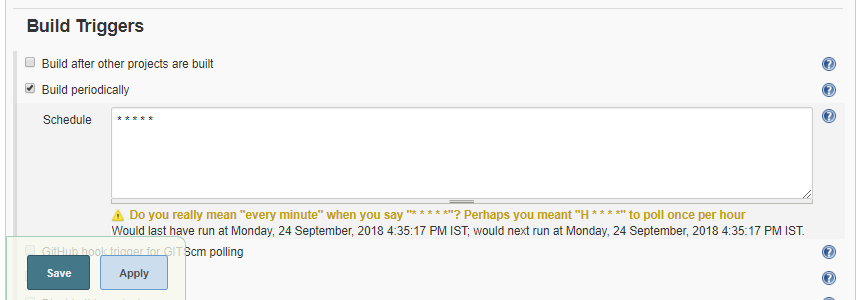 Build Triggers
Build after other projects are built
Build periodically
Schedule
* * * * *
Do you really mean "every minute" when you say "* * * * *"? Perhaps you meant "H * * * *" to poll once per hour
Would last have run at Monday, 24 September, 2018 4:35:17 PM IST; would next run at Monday, 24 September, 2018 4:35:17 PM IST.
GitHub hook trigger for GITScm polling
Save
Apply